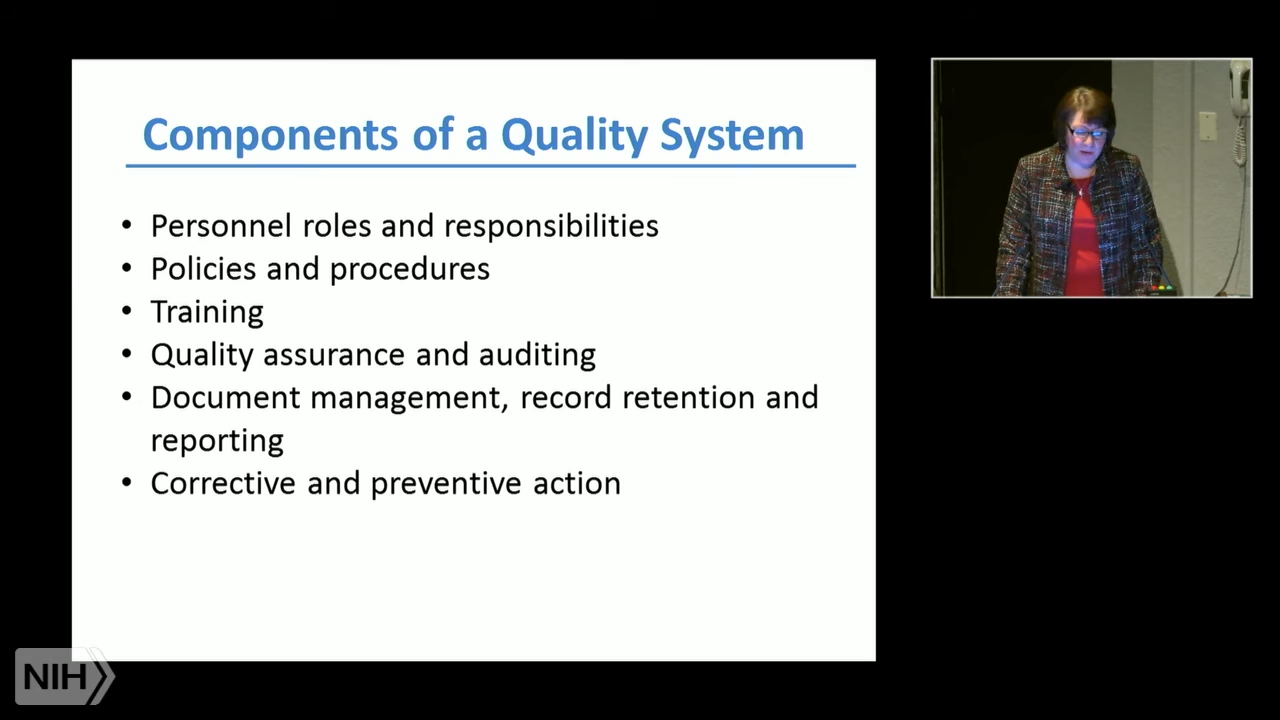 Components of a Quality System
• Personnel roles and responsibilities
• Policies and procedures
• Training
• Quality assurance and auditing
• Document management, record retention and
reporting
• Corrective and preventive action
NIH